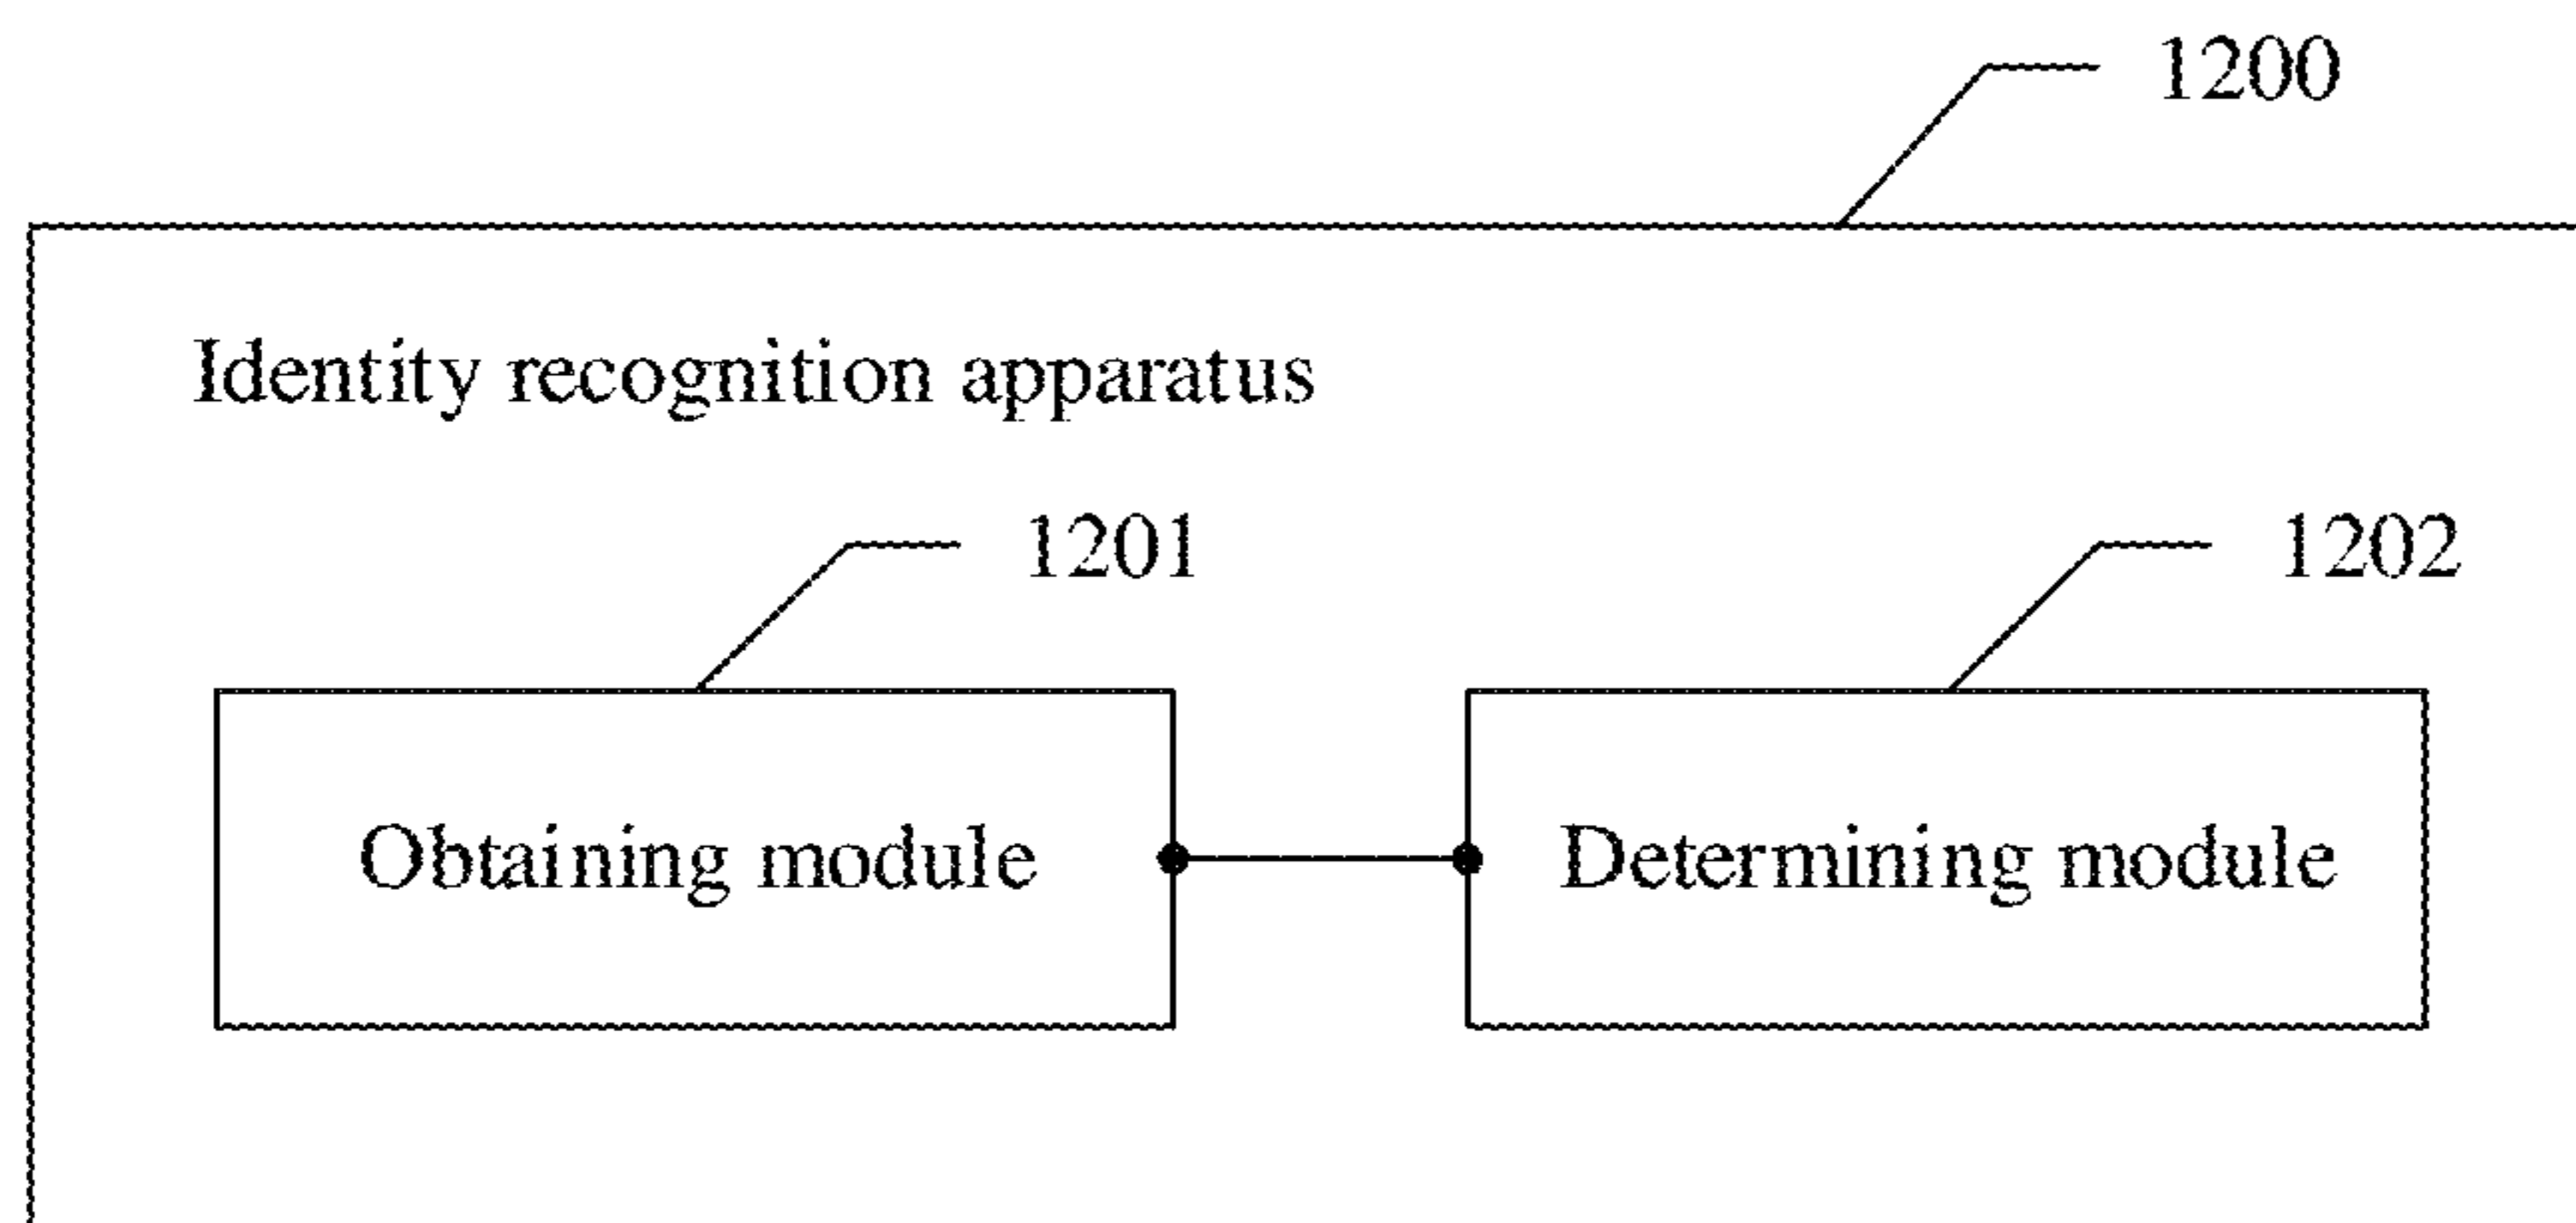 1200
Identity recognition apparatus
1201
1202
Obtaining module
Determining module